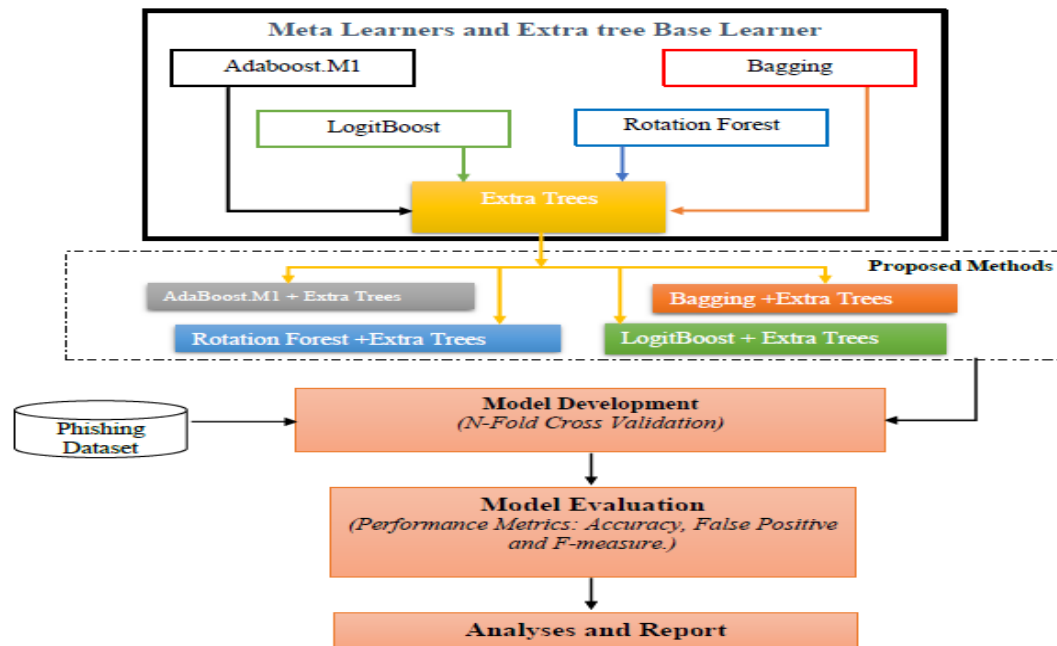 Meta Learners and Extra tree Base Learner
Adaboost.M1
Bagging
LogitBoost
Rotation Forest
Extra Trees
Proposed Methods
AdaBoost.M1 + Extra Trees
Bagging +Extra Trees
Rotation Forest +Extra Trees
LogitBoost + Extra Trees
Model Development
(N-Fold Cross Validation)
Phishing
Dataset
Model Evaluation
(Performance Metrics: Accuracy, False Positive
and F-measure.)
Analyses and Report